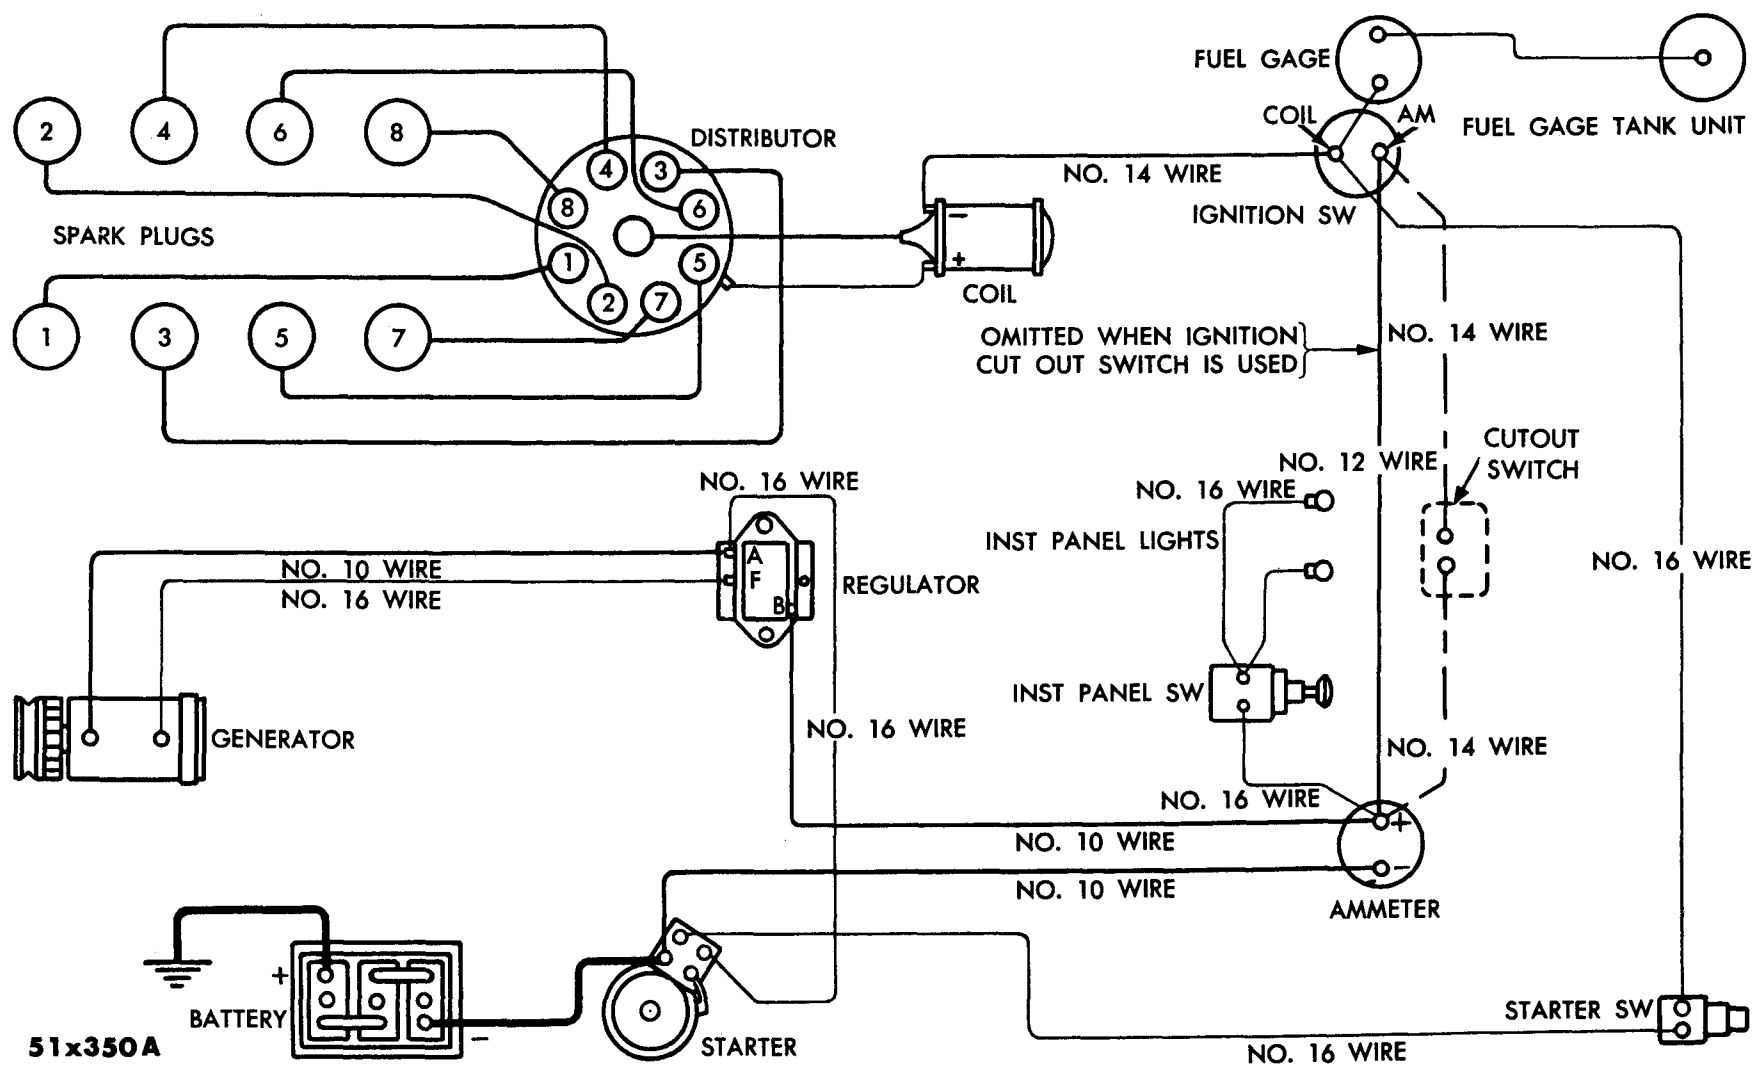 FUEL GAGE
COIL
AM
FUEL GAGE TANK UNIT
2
4
6
8
DISTRIBUTOR
4
3
8
6
1
5
2
7
NO. 14 WIRE
IGNITION SW
SPARK PLUGS
−
+
COIL
1
3
5
7
OMITTED WHEN IGNITION
CUT OUT SWITCH IS USED
NO. 14 WIRE
CUTOUT
SWITCH
NO. 12 WIRE
NO. 16 WIRE
NO. 16 WIRE
INST PANEL LIGHTS
NO. 16 WIRE
A
F
B
REGULATOR
NO. 10 WIRE
NO. 16 WIRE
INST PANEL SW
GENERATOR
NO. 16 WIRE
NO. 14 WIRE
NO. 16 WIRE
+
NO. 10 WIRE
−
NO. 10 WIRE
AMMETER
+
BATTERY
−
STARTER
STARTER SW
NO. 16 WIRE
51x350A